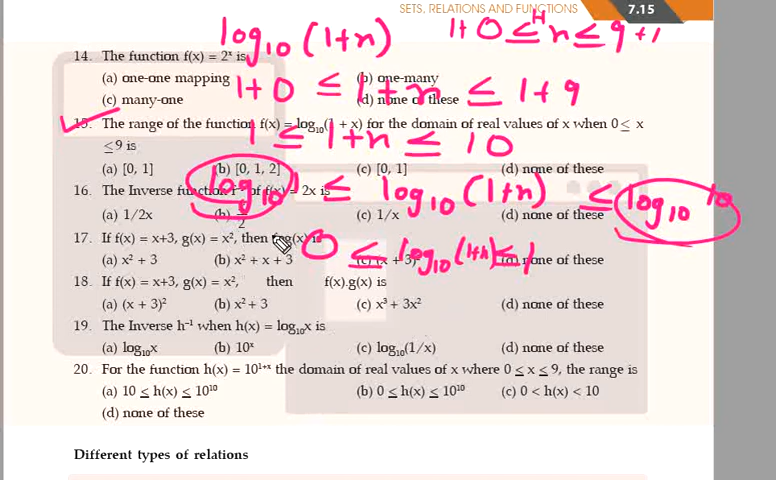 SETS. RELATIONS AND FUNCTIONS 7.15
log₁₀(1+n) 1+0 ≤ n ≤ 9+1
14. The function f(x) = 2ˣ is
(a) one-one mapping (b) one-many
1+0 ≤ 1+n ≤ 1+9
(c) many-one (d) none of these
15. The range of the function f(x) = log₁₀(1 + x) for the domain of real values of x when 0 ≤ x
≤9 is
1 ≤ 1+n ≤ 10
(a) [0, 1] (b) [0, 1, 2] (c) [0, 1] (d) none of these
16. The Inverse function f⁻¹ of f(x) = 2x is
log₁₀1 ≤ log₁₀(1+n) ≤ log₁₀10
(a) 1/2x (b) (c) 1/x (d) none of these
17. If f(x) = x+3, g(x) = x², then fog(x) is
0 ≤ log₁₀(1+n) ≤ 1
(a) x² + 3 (b) x² + x + 3 (c) (x + 3)² (d) none of these
18. If f(x) = x+3, g(x) = x², then f(x).g(x) is
(a) (x + 3)² (b) x² + 3 (c) x³ + 3x² (d) none of these
19. The Inverse h⁻¹ when h(x) = log₁₀x is
(a) log₁₀x (b) 10ˣ (c) log₁₀(1/x) (d) none of these
20. For the function h(x) = 10¹⁺ˣ the domain of real values of x where 0 ≤ x ≤ 9, the range is
(a) 10 ≤ h(x) ≤ 10¹⁰ (b) 0 ≤ h(x) ≤ 10¹⁰ (c) 0 < h(x) < 10
(d) none of these
Different types of relations